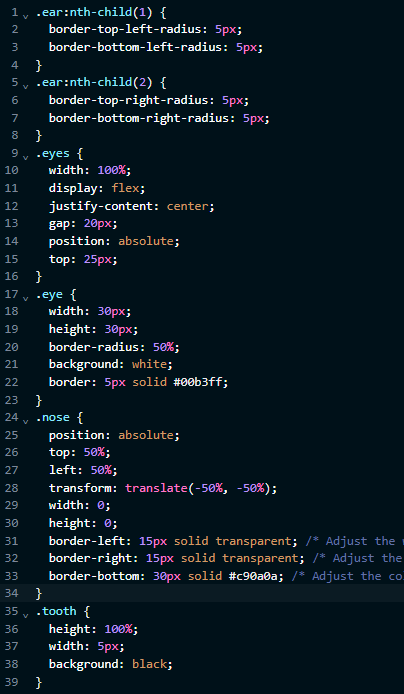 1 .ear:nth-child(1) {
2 border-top-left-radius: 5px;
3 border-bottom-left-radius: 5px;
4 }
5 .ear:nth-child(2) {
6 border-top-right-radius: 5px;
7 border-bottom-right-radius: 5px;
8 }
9 .eyes {
10 width: 100%;
11 display: flex;
12 justify-content: center;
13 gap: 20px;
14 position: absolute;
15 top: 25px;
16 }
17 .eye {
18 width: 30px;
19 height: 30px;
20 border-radius: 50%;
21 background: white;
22 border: 5px solid #00b3ff;
23 }
24 .nose {
25 position: absolute;
26 top: 50%;
27 left: 50%;
28 transform: translate(-50%, -50%);
29 width: 0;
30 height: 0;
31 border-left: 15px solid transparent; /* Adjust the
32 border-right: 15px solid transparent; /* Adjust the
33 border-bottom: 30px solid #c90a0a; /* Adjust the co
34 }
35 .tooth {
36 height: 100%;
37 width: 5px;
38 background: black;
39 }